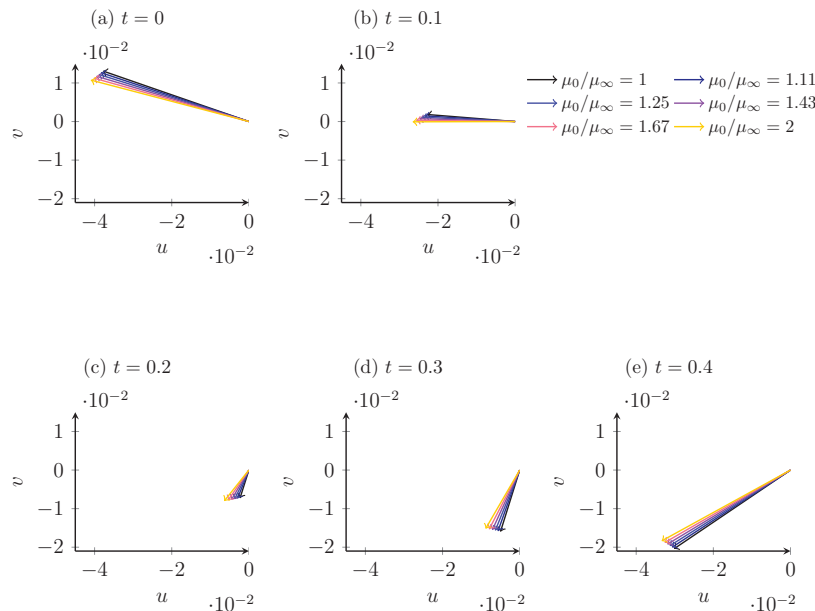 (a) t = 0
·10⁻²
1
0
−1
−2
v
−4 −2 0
u
·10⁻²
(b) t = 0.1
·10⁻²
1
0
−1
−2
v
−4 −2 0
u
·10⁻²
μ₀/μ∞ = 1 μ₀/μ∞ = 1.11
μ₀/μ∞ = 1.25 μ₀/μ∞ = 1.43
μ₀/μ∞ = 1.67 μ₀/μ∞ = 2
(c) t = 0.2
·10⁻²
1
0
−1
−2
v
−4 −2 0
u
·10⁻²
(d) t = 0.3
·10⁻²
1
0
−1
−2
v
−4 −2 0
u
·10⁻²
(e) t = 0.4
·10⁻²
1
0
−1
−2
v
−4 −2 0
u
·10⁻²